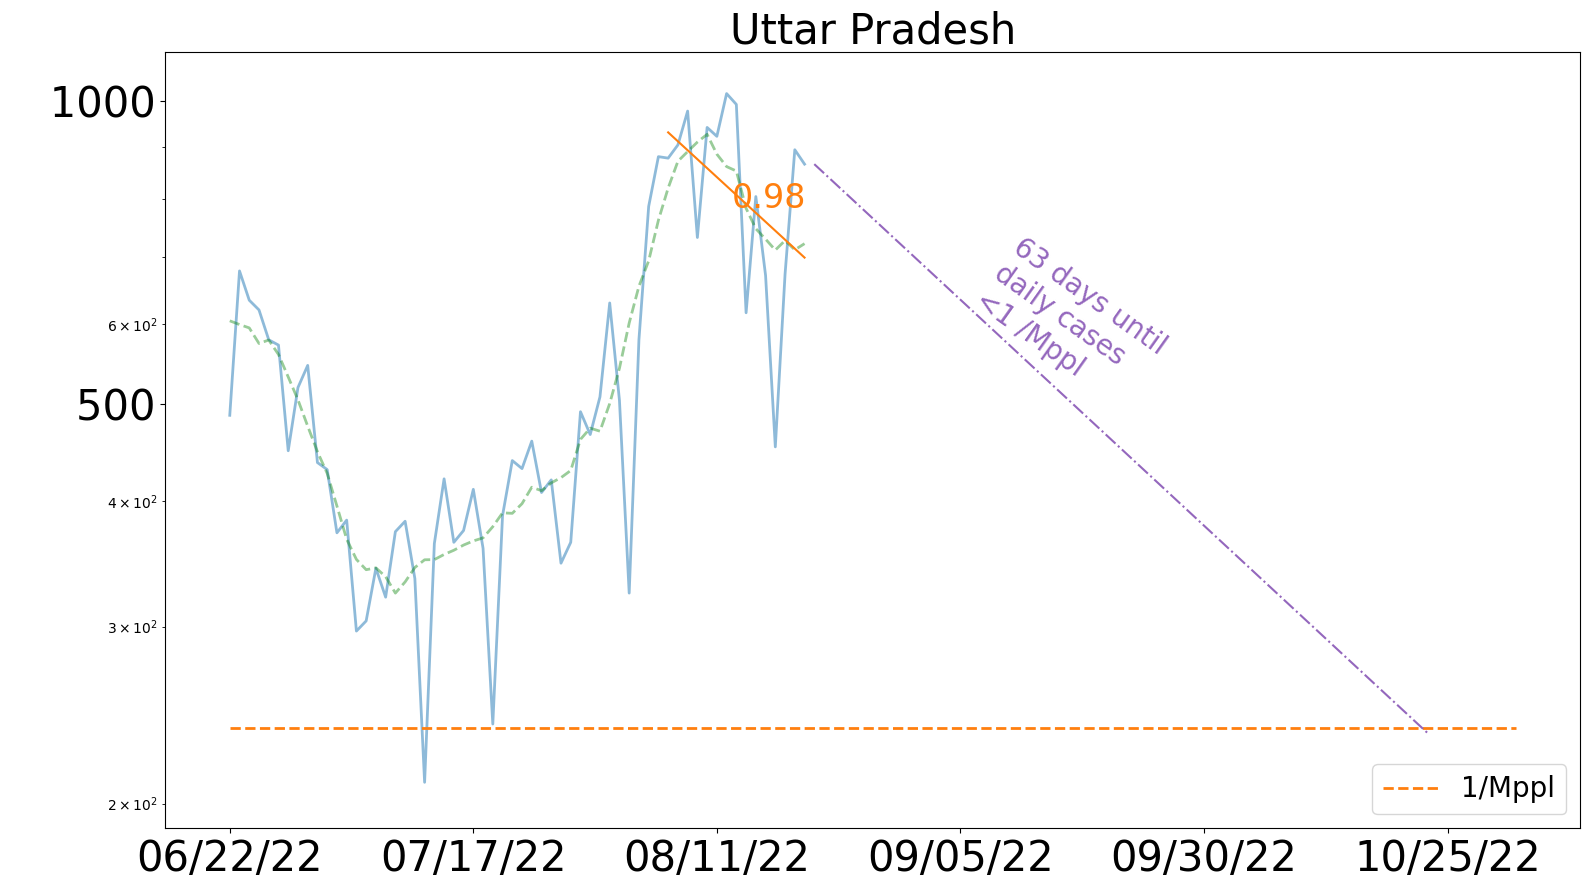 Uttar Pradesh
1000
6 × 10²
500
4 × 10²
3 × 10²
2 × 10²
0.98
63 days until
daily cases
<1 /Mppl
1/Mppl
06/22/22 07/17/22 08/11/22 09/05/22 09/30/22 10/25/22